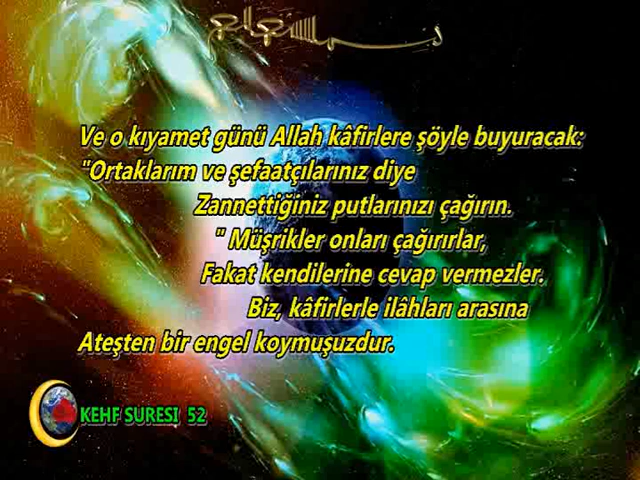 Ve o kıyamet günü Allah kâfirlere şöyle buyuracak:
"Ortaklarım ve şefaatçılarınız diye
Zannettiğiniz putlarınızı çağırın.
" Müşrikler onları çağırırlar,
Fakat kendilerine cevap vermezler.
Biz, kâfirlerle ilâhları arasına
Ateşten bir engel koymuşuzdur.
KEHF SURESI 52